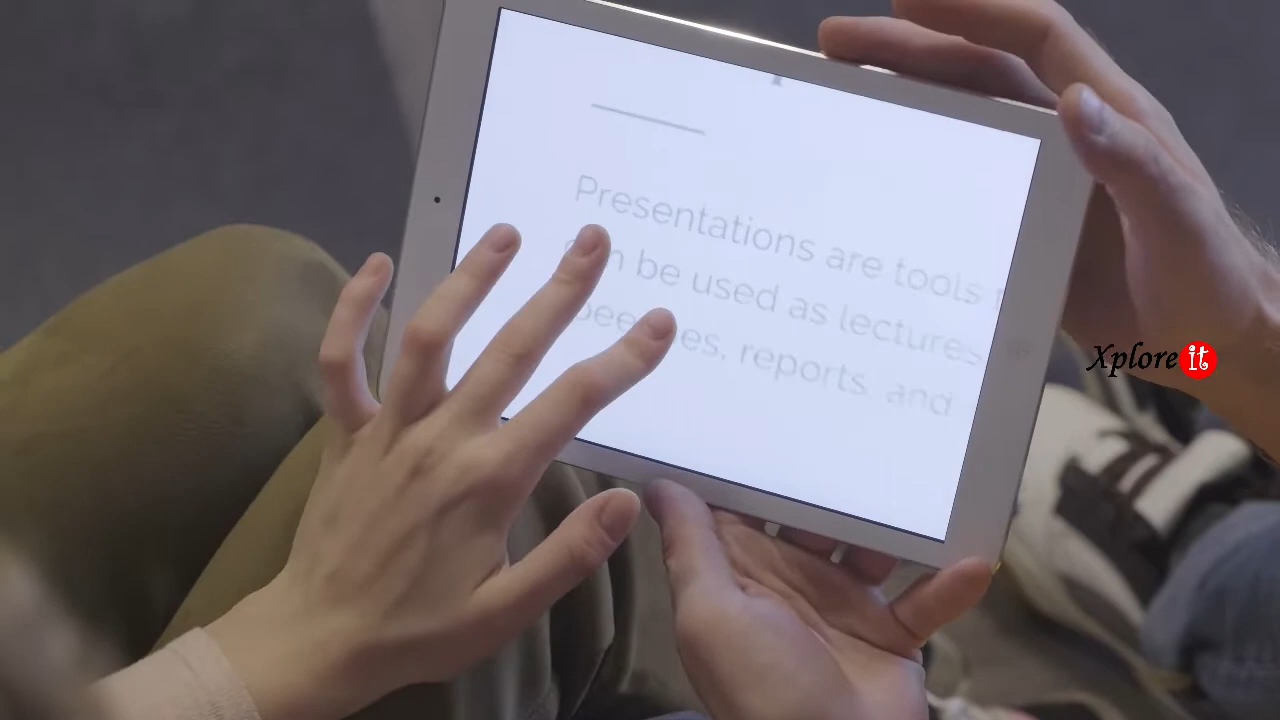 Presentations are tools
be used as lectures,
reports, and
Xplore it